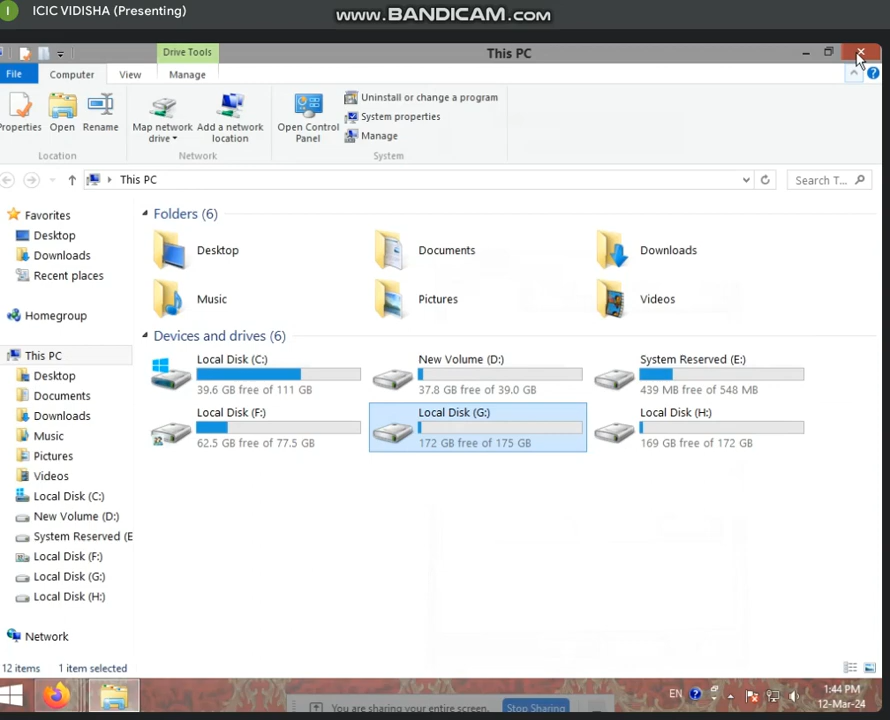 I
ICIC VIDISHA (Presenting)
WWW.BANDICAM.COM
Drive Tools
This PC
File
Computer
View
Manage
Properties
Open
Rename
Map network drive
Add a network location
Open Control Panel
Uninstall or change a program
System properties
Manage
Location
Network
System
This PC
Search T...
Favorites
Desktop
Downloads
Recent places
Homegroup
This PC
Desktop
Documents
Downloads
Music
Pictures
Videos
Local Disk (C:)
New Volume (D:)
System Reserved (E
Local Disk (F:)
Local Disk (G:)
Local Disk (H:)
Network
Folders (6)
Desktop
Documents
Downloads
Music
Pictures
Videos
Devices and drives (6)
Local Disk (C:)
39.6 GB free of 111 GB
New Volume (D:)
37.8 GB free of 39.0 GB
System Reserved (E:)
439 MB free of 548 MB
Local Disk (F:)
62.5 GB free of 77.5 GB
Local Disk (G:)
172 GB free of 175 GB
Local Disk (H:)
169 GB free of 172 GB
12 items
1 item selected
You are sharing your entire screen.
Stop Sharing
EN
1:44 PM
12-Mar-24